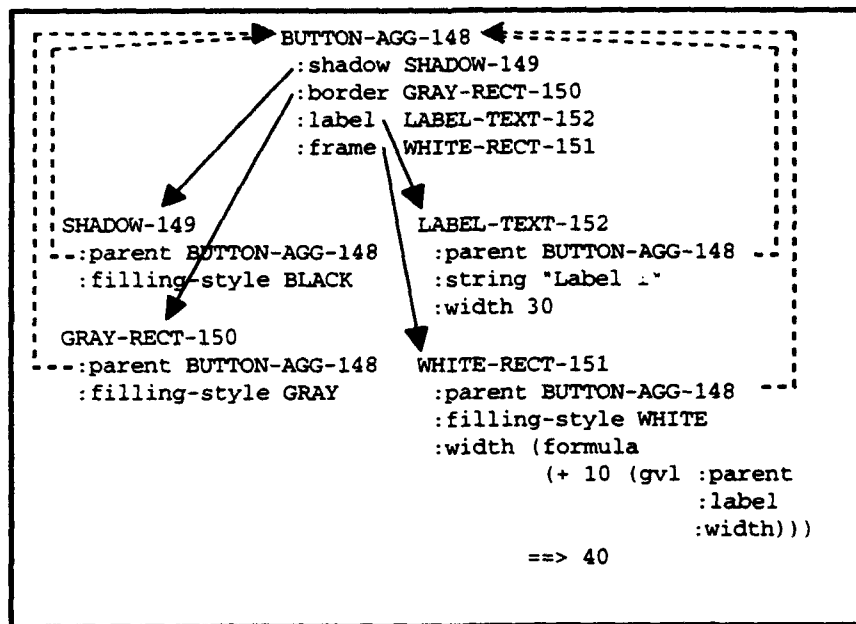 BUTTON-AGG-148
:shadow SHADOW-149
:border GRAY-RECT-150
:label LABEL-TEXT-152
:frame WHITE-RECT-151
SHADOW-149
:parent BUTTON-AGG-148
:filling-style BLACK
GRAY-RECT-150
:parent BUTTON-AGG-148
:filling-style GRAY
LABEL-TEXT-152
:parent BUTTON-AGG-148
:string "Label
:width 30
WHITE-RECT-151
:parent BUTTON-AGG-148
:filling-style WHITE
:width (formula
(+ 10 (gvl :parent
:label
:width)))
==> 40